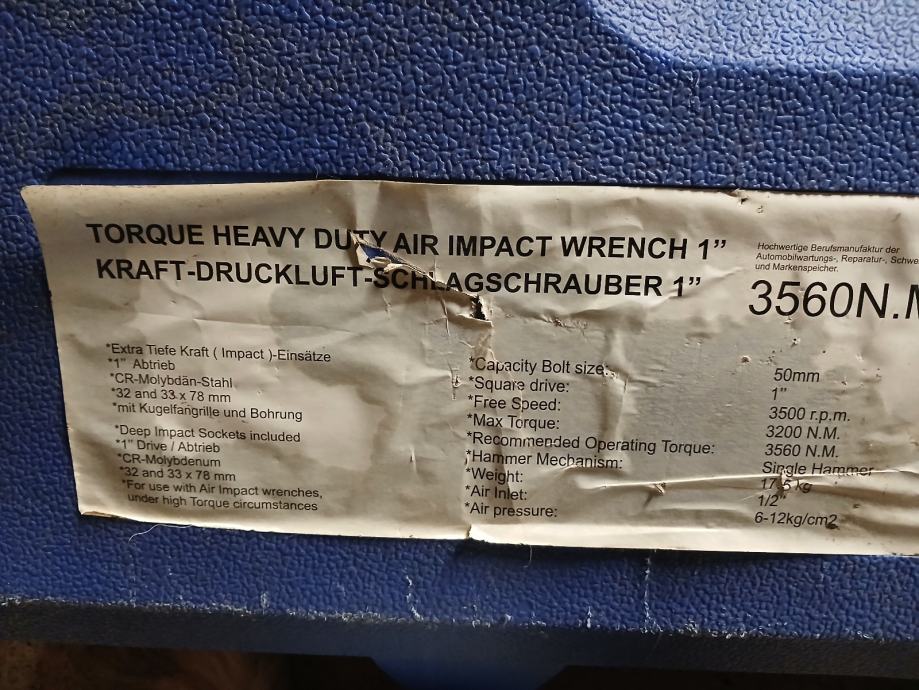 TORQUE HEAVY DUTY AIR IMPACT WRENCH 1”
KRAFT-DRUCKLUFT-SCHLAGSCHRAUBER 1”
Hochwertige Berufsmanufaktur der
Automobilwartungs-, Reparatur-, Schwe
und Markenspeicher.
3560N.M
*Extra Tiefe Kraft ( Impact )-Einsätze
*1” Abtrieb
*CR-Molybdän-Stahl
*32 and 33 x 78 mm
*mit Kugelfangrille und Bohrung
*Deep Impact Sockets included
*1” Drive / Abtrieb
*CR-Molybdenum
*32 and 33 x 78 mm
*For use with Air Impact wrenches,
under high Torque circumstances
*Capacity Bolt size: 50mm
*Square drive: 1”
*Free Speed: 3500 r.p.m.
*Max Torque: 3200 N.M.
*Recommended Operating Torque: 3560 N.M.
*Hammer Mechanism: Single Hammer
*Weight: 17,5 kg
*Air Inlet: 1/2”
*Air pressure: 6-12kg/cm2